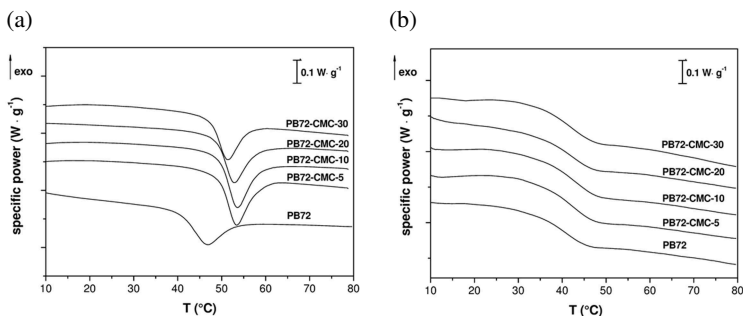 (a)
exo
0.1 W· g⁻¹
specific power (W · g⁻¹)
PB72-CMC-30
PB72-CMC-20
PB72-CMC-10
PB72-CMC-5
PB72
10 20 30 40 50 60 70 80
T (°C)
(b)
exo
0.1 W· g⁻¹
specific power (W · g⁻¹)
PB72-CMC-30
PB72-CMC-20
PB72-CMC-10
PB72-CMC-5
PB72
10 20 30 40 50 60 70 80
T (°C)